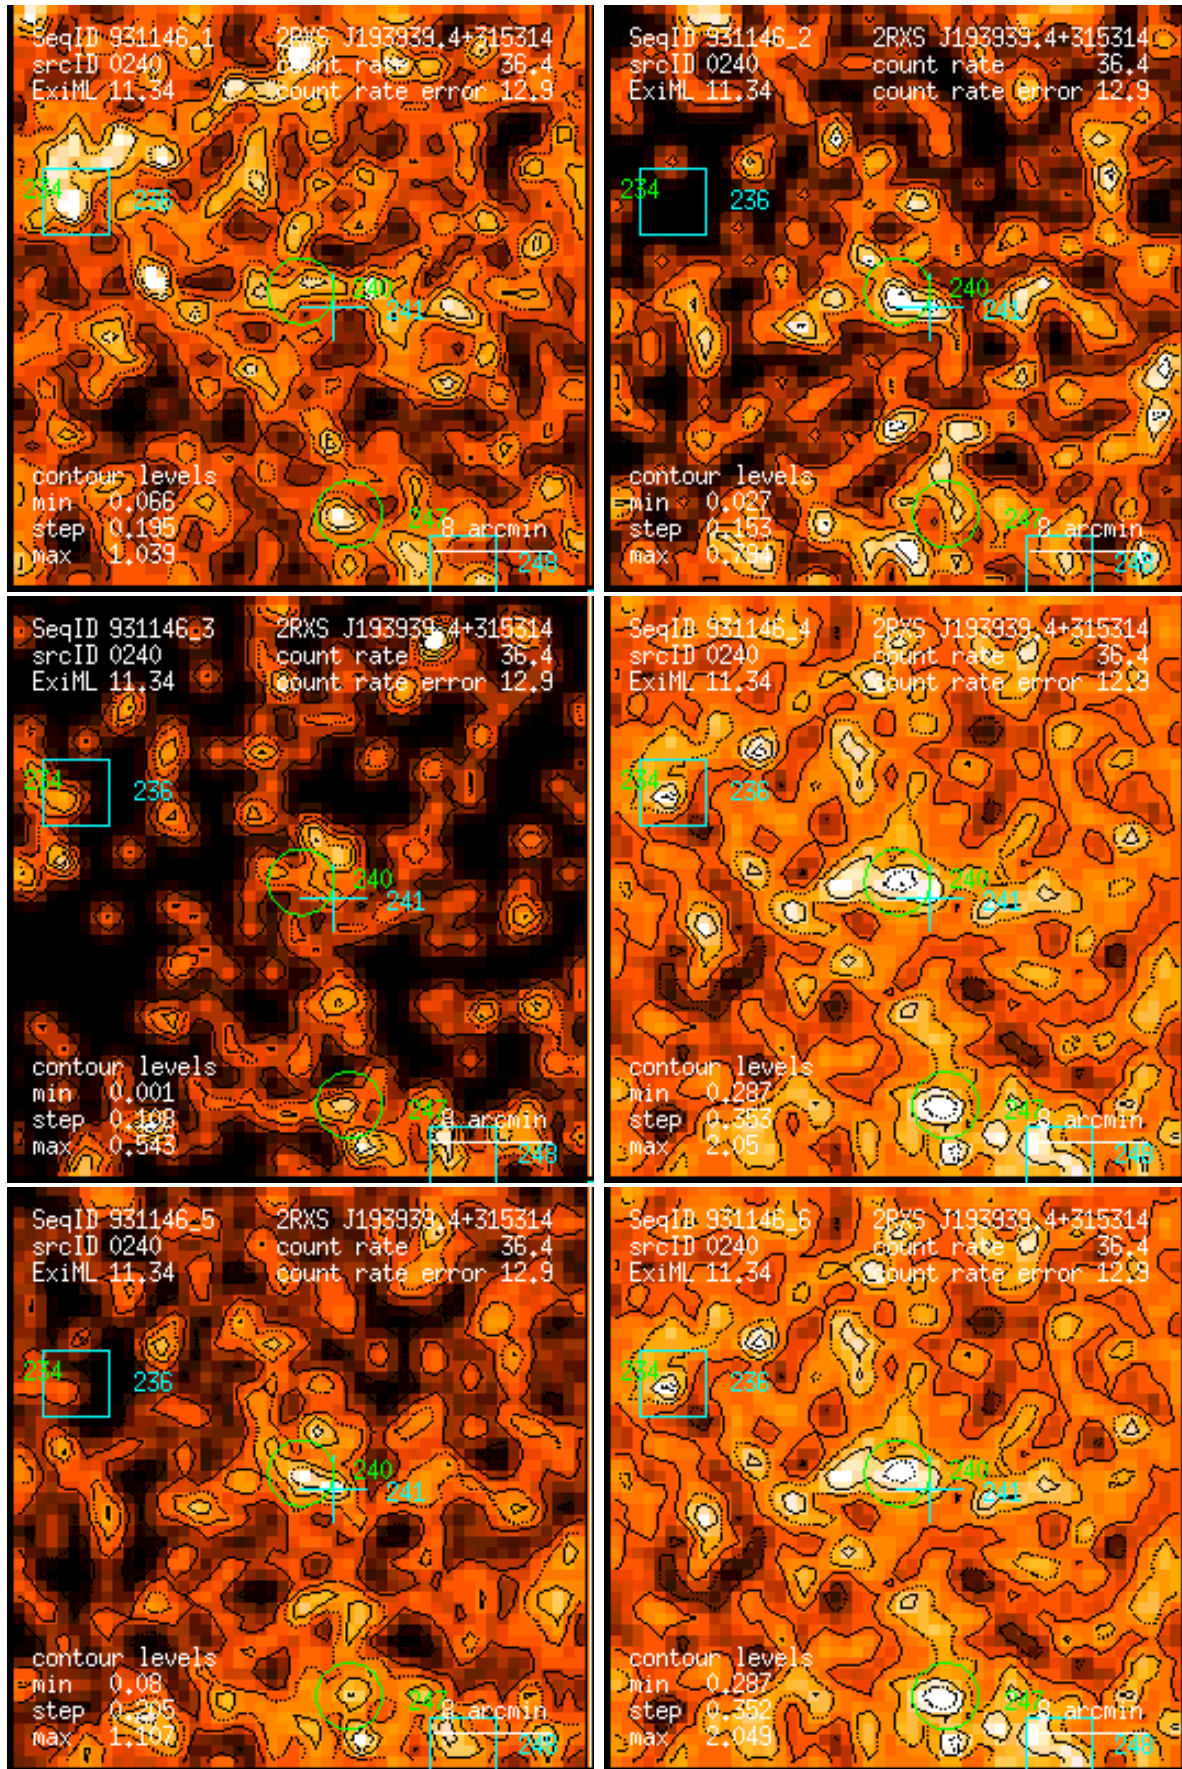 SeqID 931146_1 2RXS J193939.4+315314
srcID 0240 count rate 36.4
ExiML 11.34 count rate error 12.9
234
236
240
241
contour levels
min 0.066
step 0.195
max 1.039
247
8 arcmin
248
SeqID 931146_2 2RXS J193939.4+315314
srcID 0240 count rate 36.4
ExiML 11.34 count rate error 12.9
234
236
240
241
contour levels
min 0.027
step 0.153
max 0.794
247
8 arcmin
248
SeqID 931146_3 2RXS J193939.4+315314
srcID 0240 count rate 36.4
ExiML 11.34 count rate error 12.9
234
236
240
241
contour levels
min 0.001
step 0.108
max 0.543
247
8 arcmin
248
SeqID 931146_4 2RXS J193939.4+315314
srcID 0240 count rate 36.4
ExiML 11.34 count rate error 12.9
234
236
240
241
contour levels
min 0.287
step 0.353
max 2.05
247
8 arcmin
248
SeqID 931146_5 2RXS J193939.4+315314
srcID 0240 count rate 36.4
ExiML 11.34 count rate error 12.9
234
236
240
241
contour levels
min 0.08
step 0.205
max 1.107
247
8 arcmin
248
SeqID 931146_6 2RXS J193939.4+315314
srcID 0240 count rate 36.4
ExiML 11.34 count rate error 12.9
234
236
240
241
contour levels
min 0.287
step 0.352
max 2.049
247
8 arcmin
248